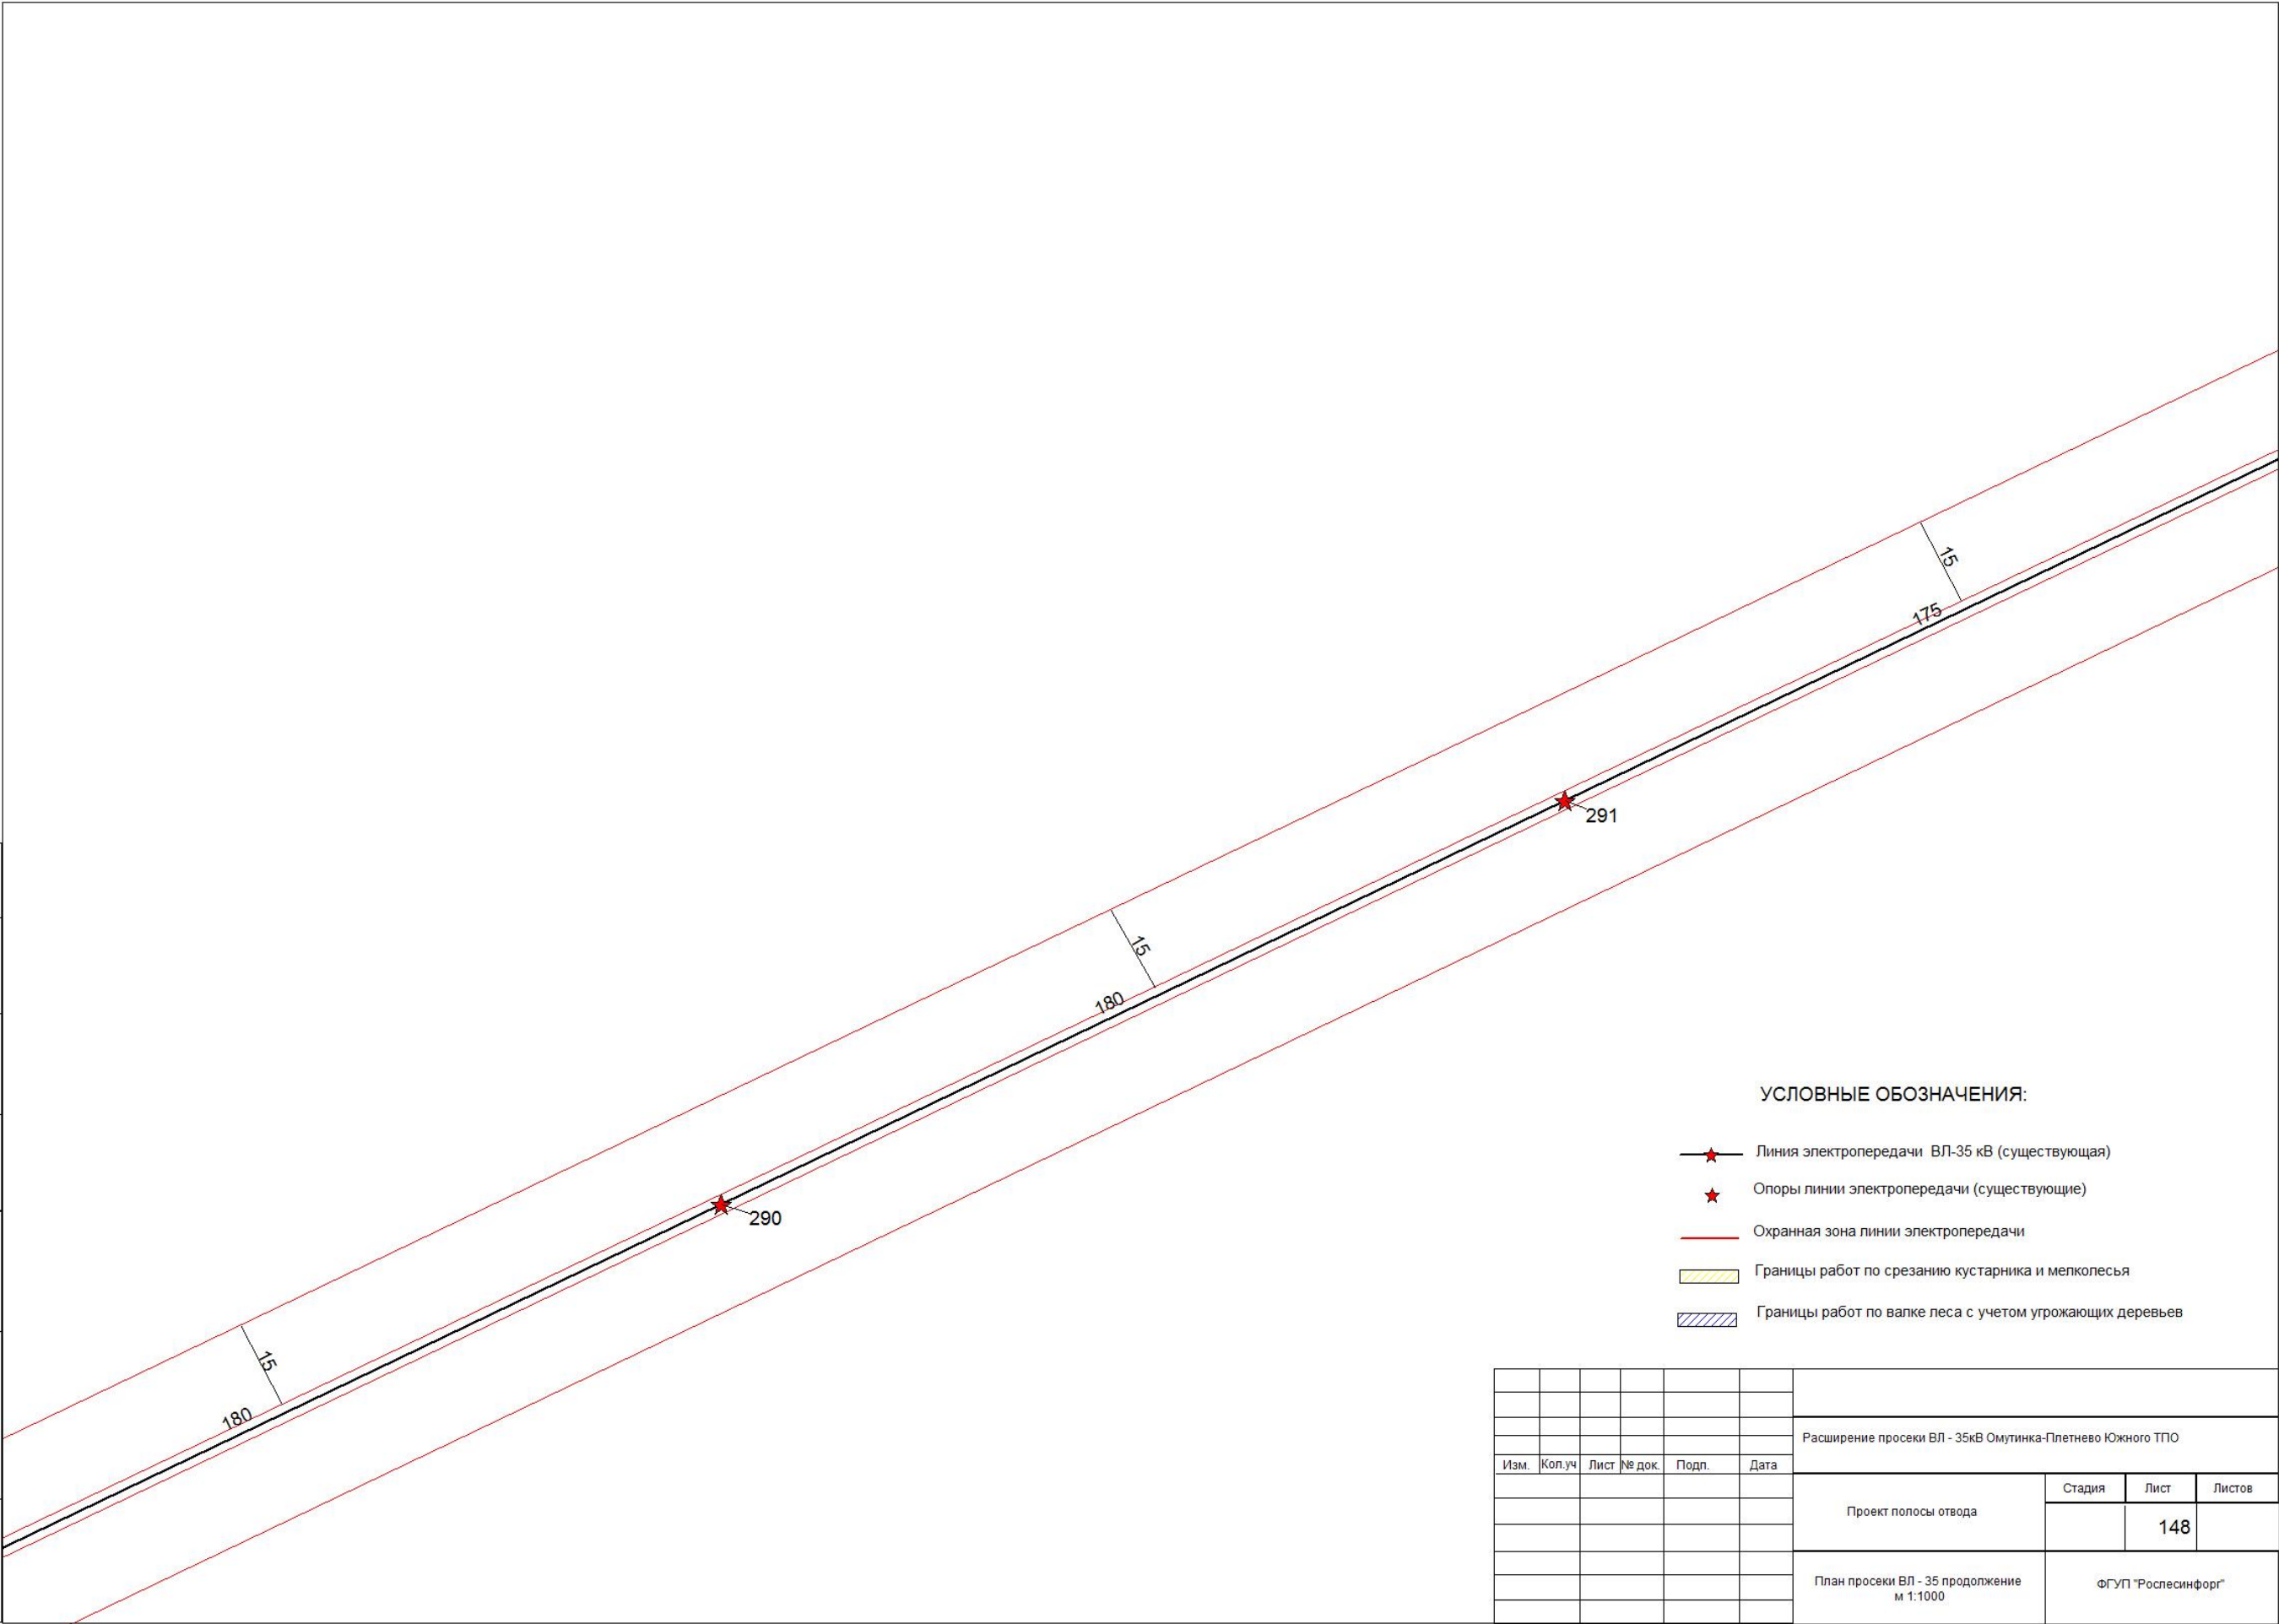 15
175
291
15
180
290
15
180
УСЛОВНЫЕ ОБОЗНАЧЕНИЯ:
Линия электропередачи ВЛ-35 кВ (существующая)
Опоры линии электропередачи (существующие)
Охранная зона линии электропередачи
Границы работ по срезанию кустарника и мелколесья
Границы работ по валке леса с учетом угрожающих деревьев
Расширение просеки ВЛ - 35кВ Омутинка-Плетнево Южного ТПО
Изм. Кол.уч Лист № док. Подп. Дата
Проект полосы отвода
Стадия Лист Листов
148
План просеки ВЛ - 35 продолжение
м 1:1000
ФГУП "Рослесинфорг"